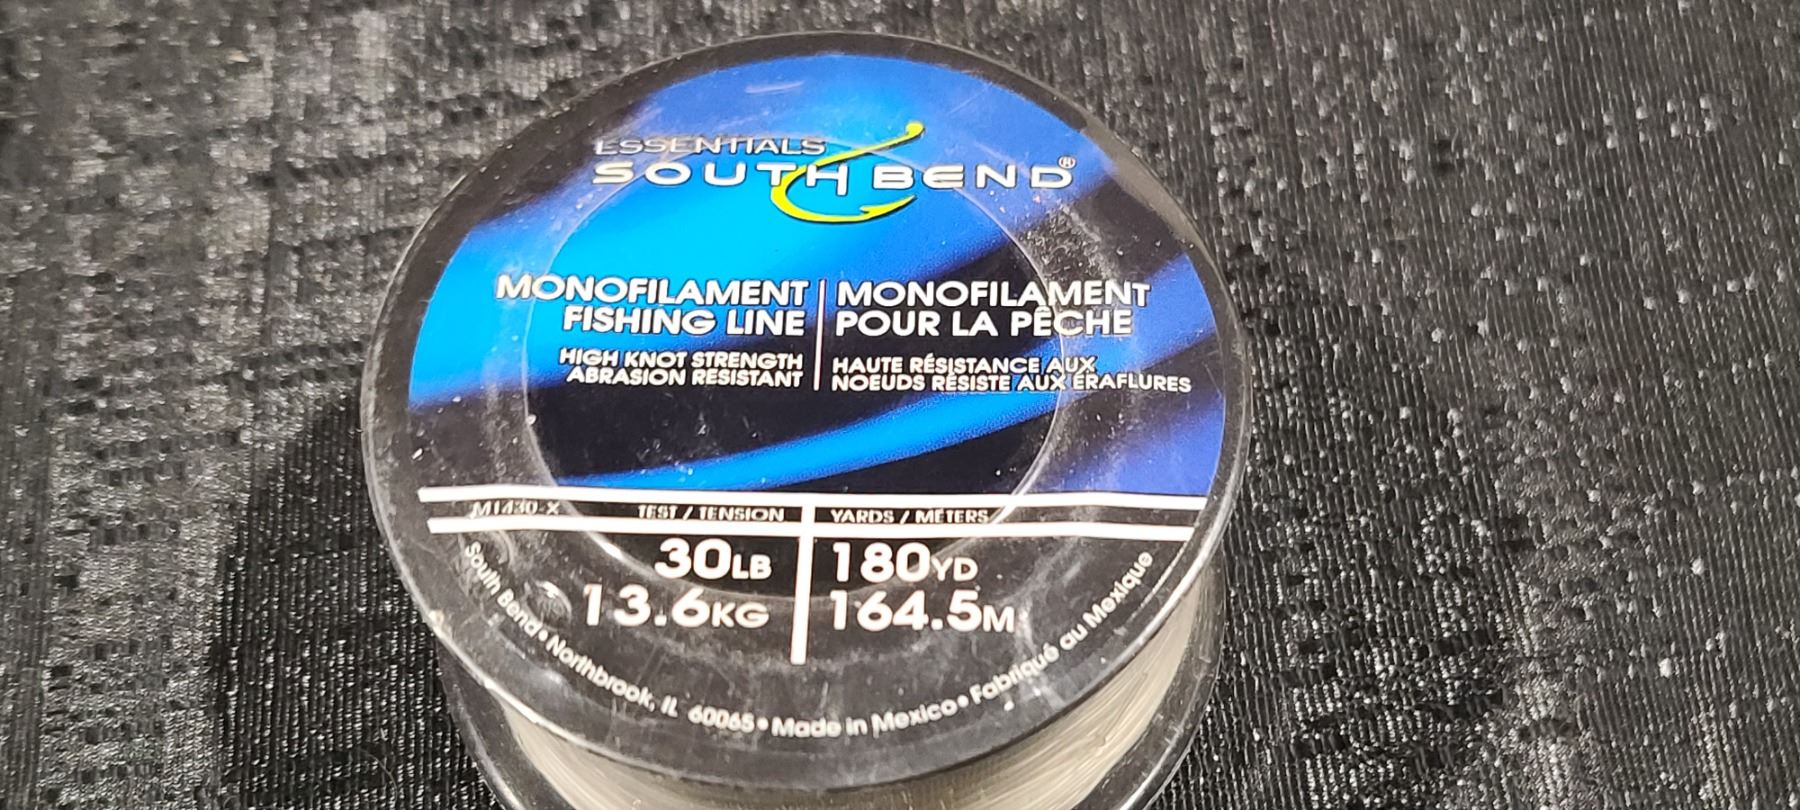 ESSENTIALS
SOUTH BEND®
MONOFILAMENT
FISHING LINE
HIGH KNOT STRENGTH
ABRASION RESISTANT
MONOFILAMENT
POUR LA PÊCHE
HAUTE RÉSISTANCE AUX
NOEUDS RÉSISTE AUX ÉRAFLURES
M1430-X
TEST / TENSION
30LB
13.6KG
YARDS / MÈTERS
180YD
164.5M
South Bend • Northbrook, IL 60065 • Made in Mexico • Fabriqué au Mexique